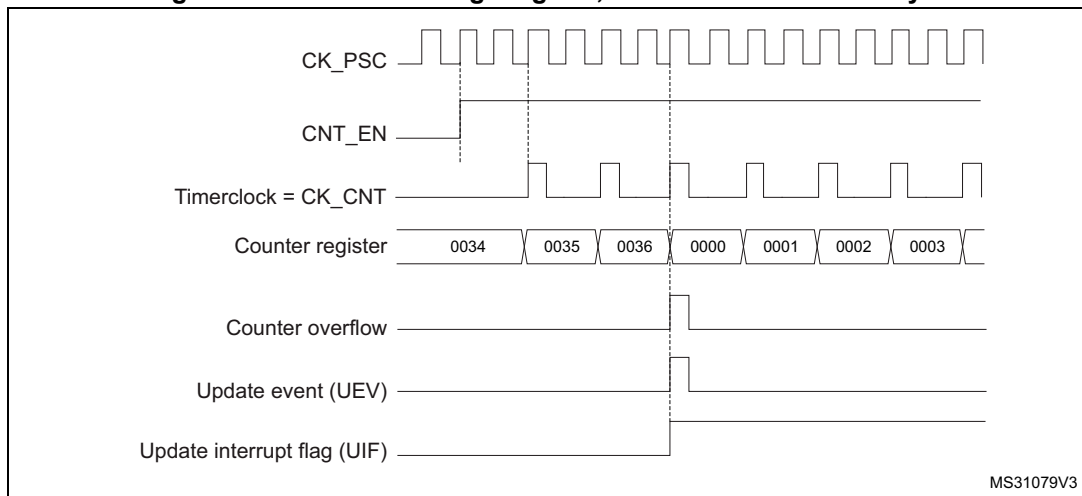 CK_PSC
CNT_EN
Timerclock = CK_CNT
Counter register 0034 0035 0036 0000 0001 0002 0003
Counter overflow
Update event (UEV)
Update interrupt flag (UIF)
MS31079V3